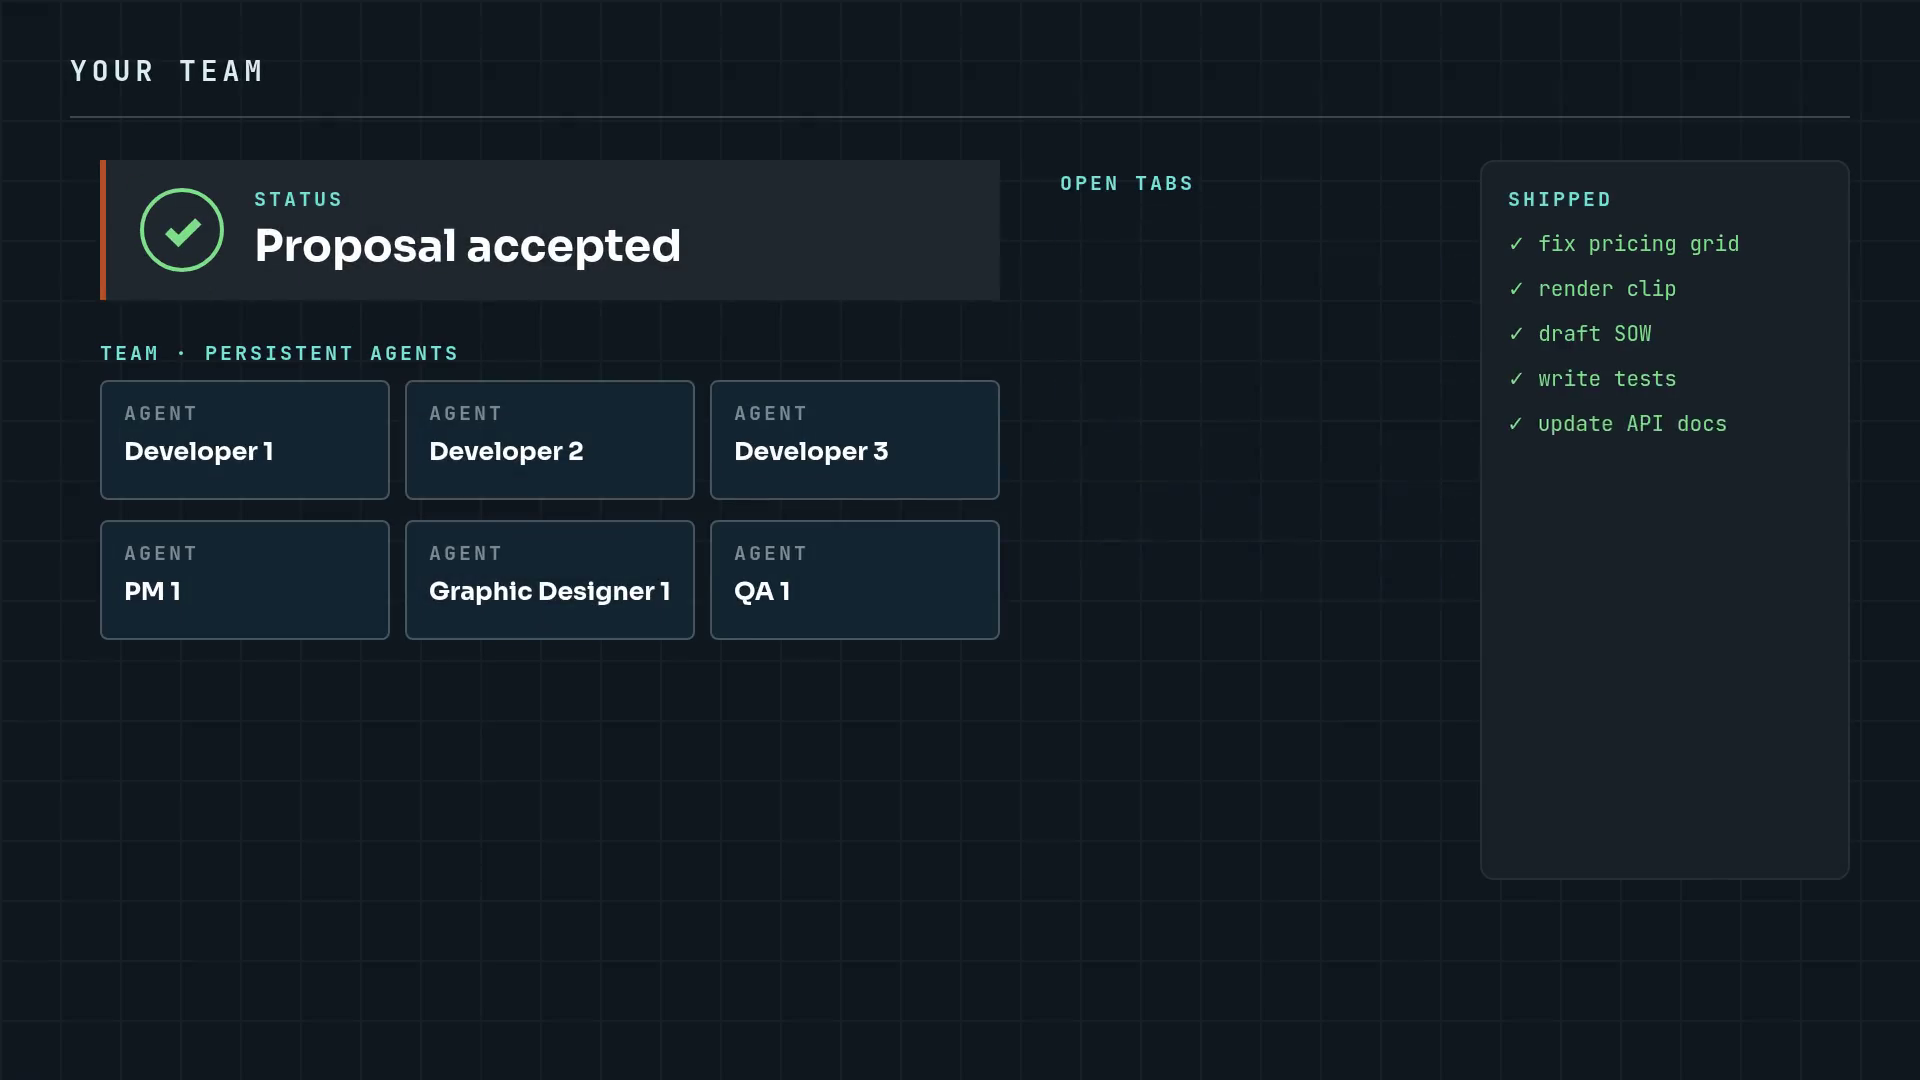 YOUR TEAM
STATUS
Proposal accepted
TEAM · PERSISTENT AGENTS
AGENT
Developer 1
AGENT
Developer 2
AGENT
Developer 3
AGENT
PM 1
AGENT
Graphic Designer 1
AGENT
QA 1
OPEN TABS
SHIPPED
✓ fix pricing grid
✓ render clip
✓ draft SOW
✓ write tests
✓ update API docs